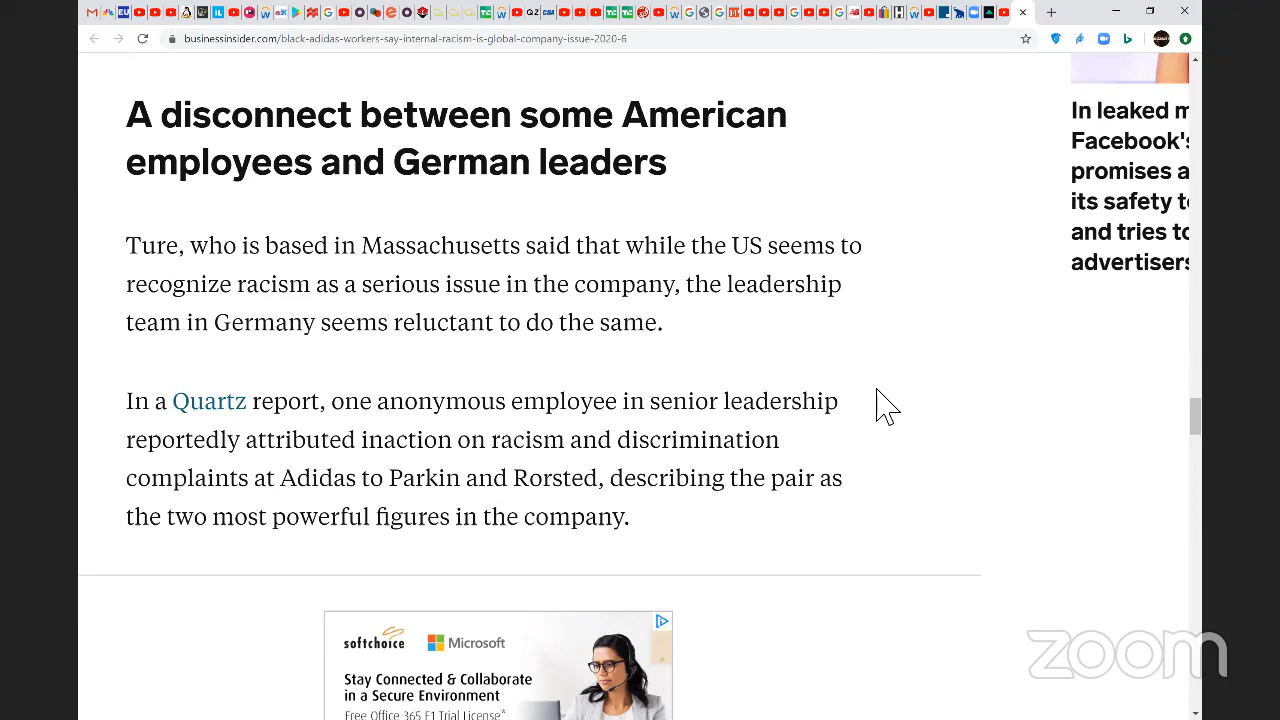 businessinsider.com/black-adidas-workers-say-internal-racism-is-global-company-issue-2020-6
A disconnect between some American
employees and German leaders
Ture, who is based in Massachusetts said that while the US seems to
recognize racism as a serious issue in the company, the leadership
team in Germany seems reluctant to do the same.
In a Quartz report, one anonymous employee in senior leadership
reportedly attributed inaction on racism and discrimination
complaints at Adidas to Parkin and Rorsted, describing the pair as
the two most powerful figures in the company.
In leaked m
Facebook's
promises a
its safety to
and tries to
advertisers
softchoice
Microsoft
Stay Connected & Collaborate
in a Secure Environment
Free Office 365 E1 Trial License*
zoom